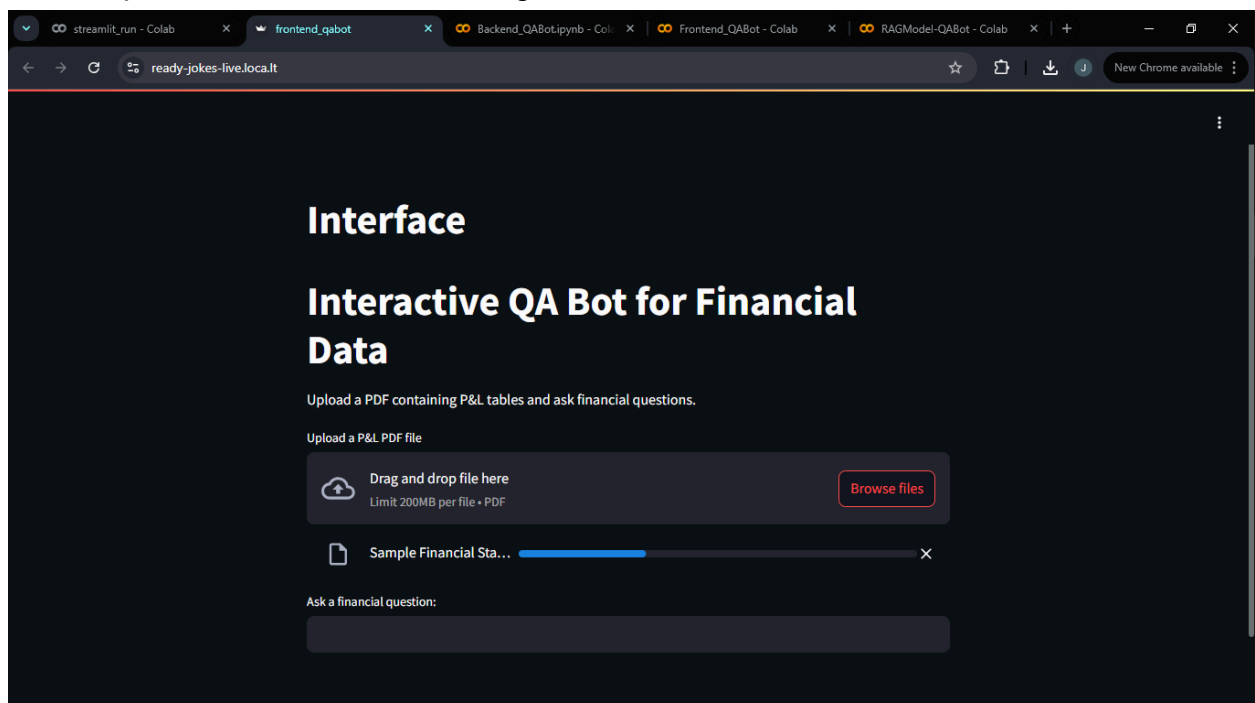 streamlit_run - Colab
frontend_qabot
Backend_QABot.ipynb - Col
Frontend_QABot - Colab
RAGModel-QABot - Colab
ready-jokes-live.loca.lt
J
New Chrome available
Interface
Interactive QA Bot for Financial
Data
Upload a PDF containing P&L tables and ask financial questions.
Upload a P&L PDF file
Drag and drop file here
Limit 200MB per file • PDF
Browse files
Sample Financial Sta...
Ask a financial question: